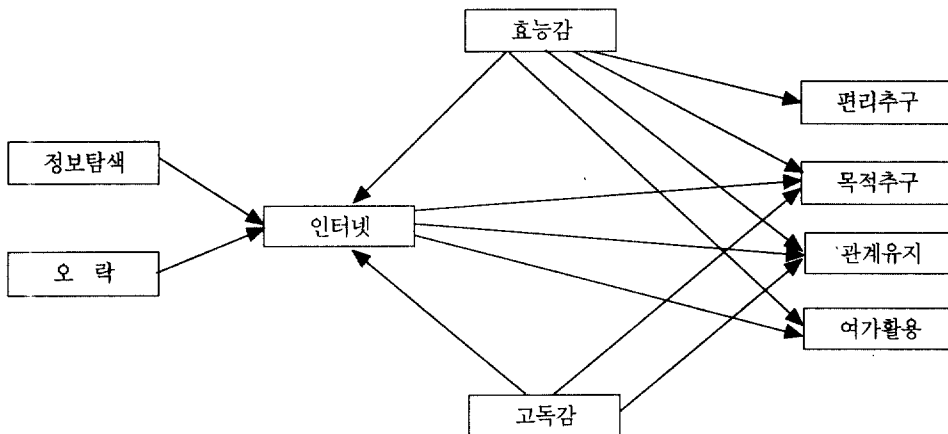 효능감
편리추구
정보탐색
목적추구
인터넷
오 락
관계유지
여가활용
고독감